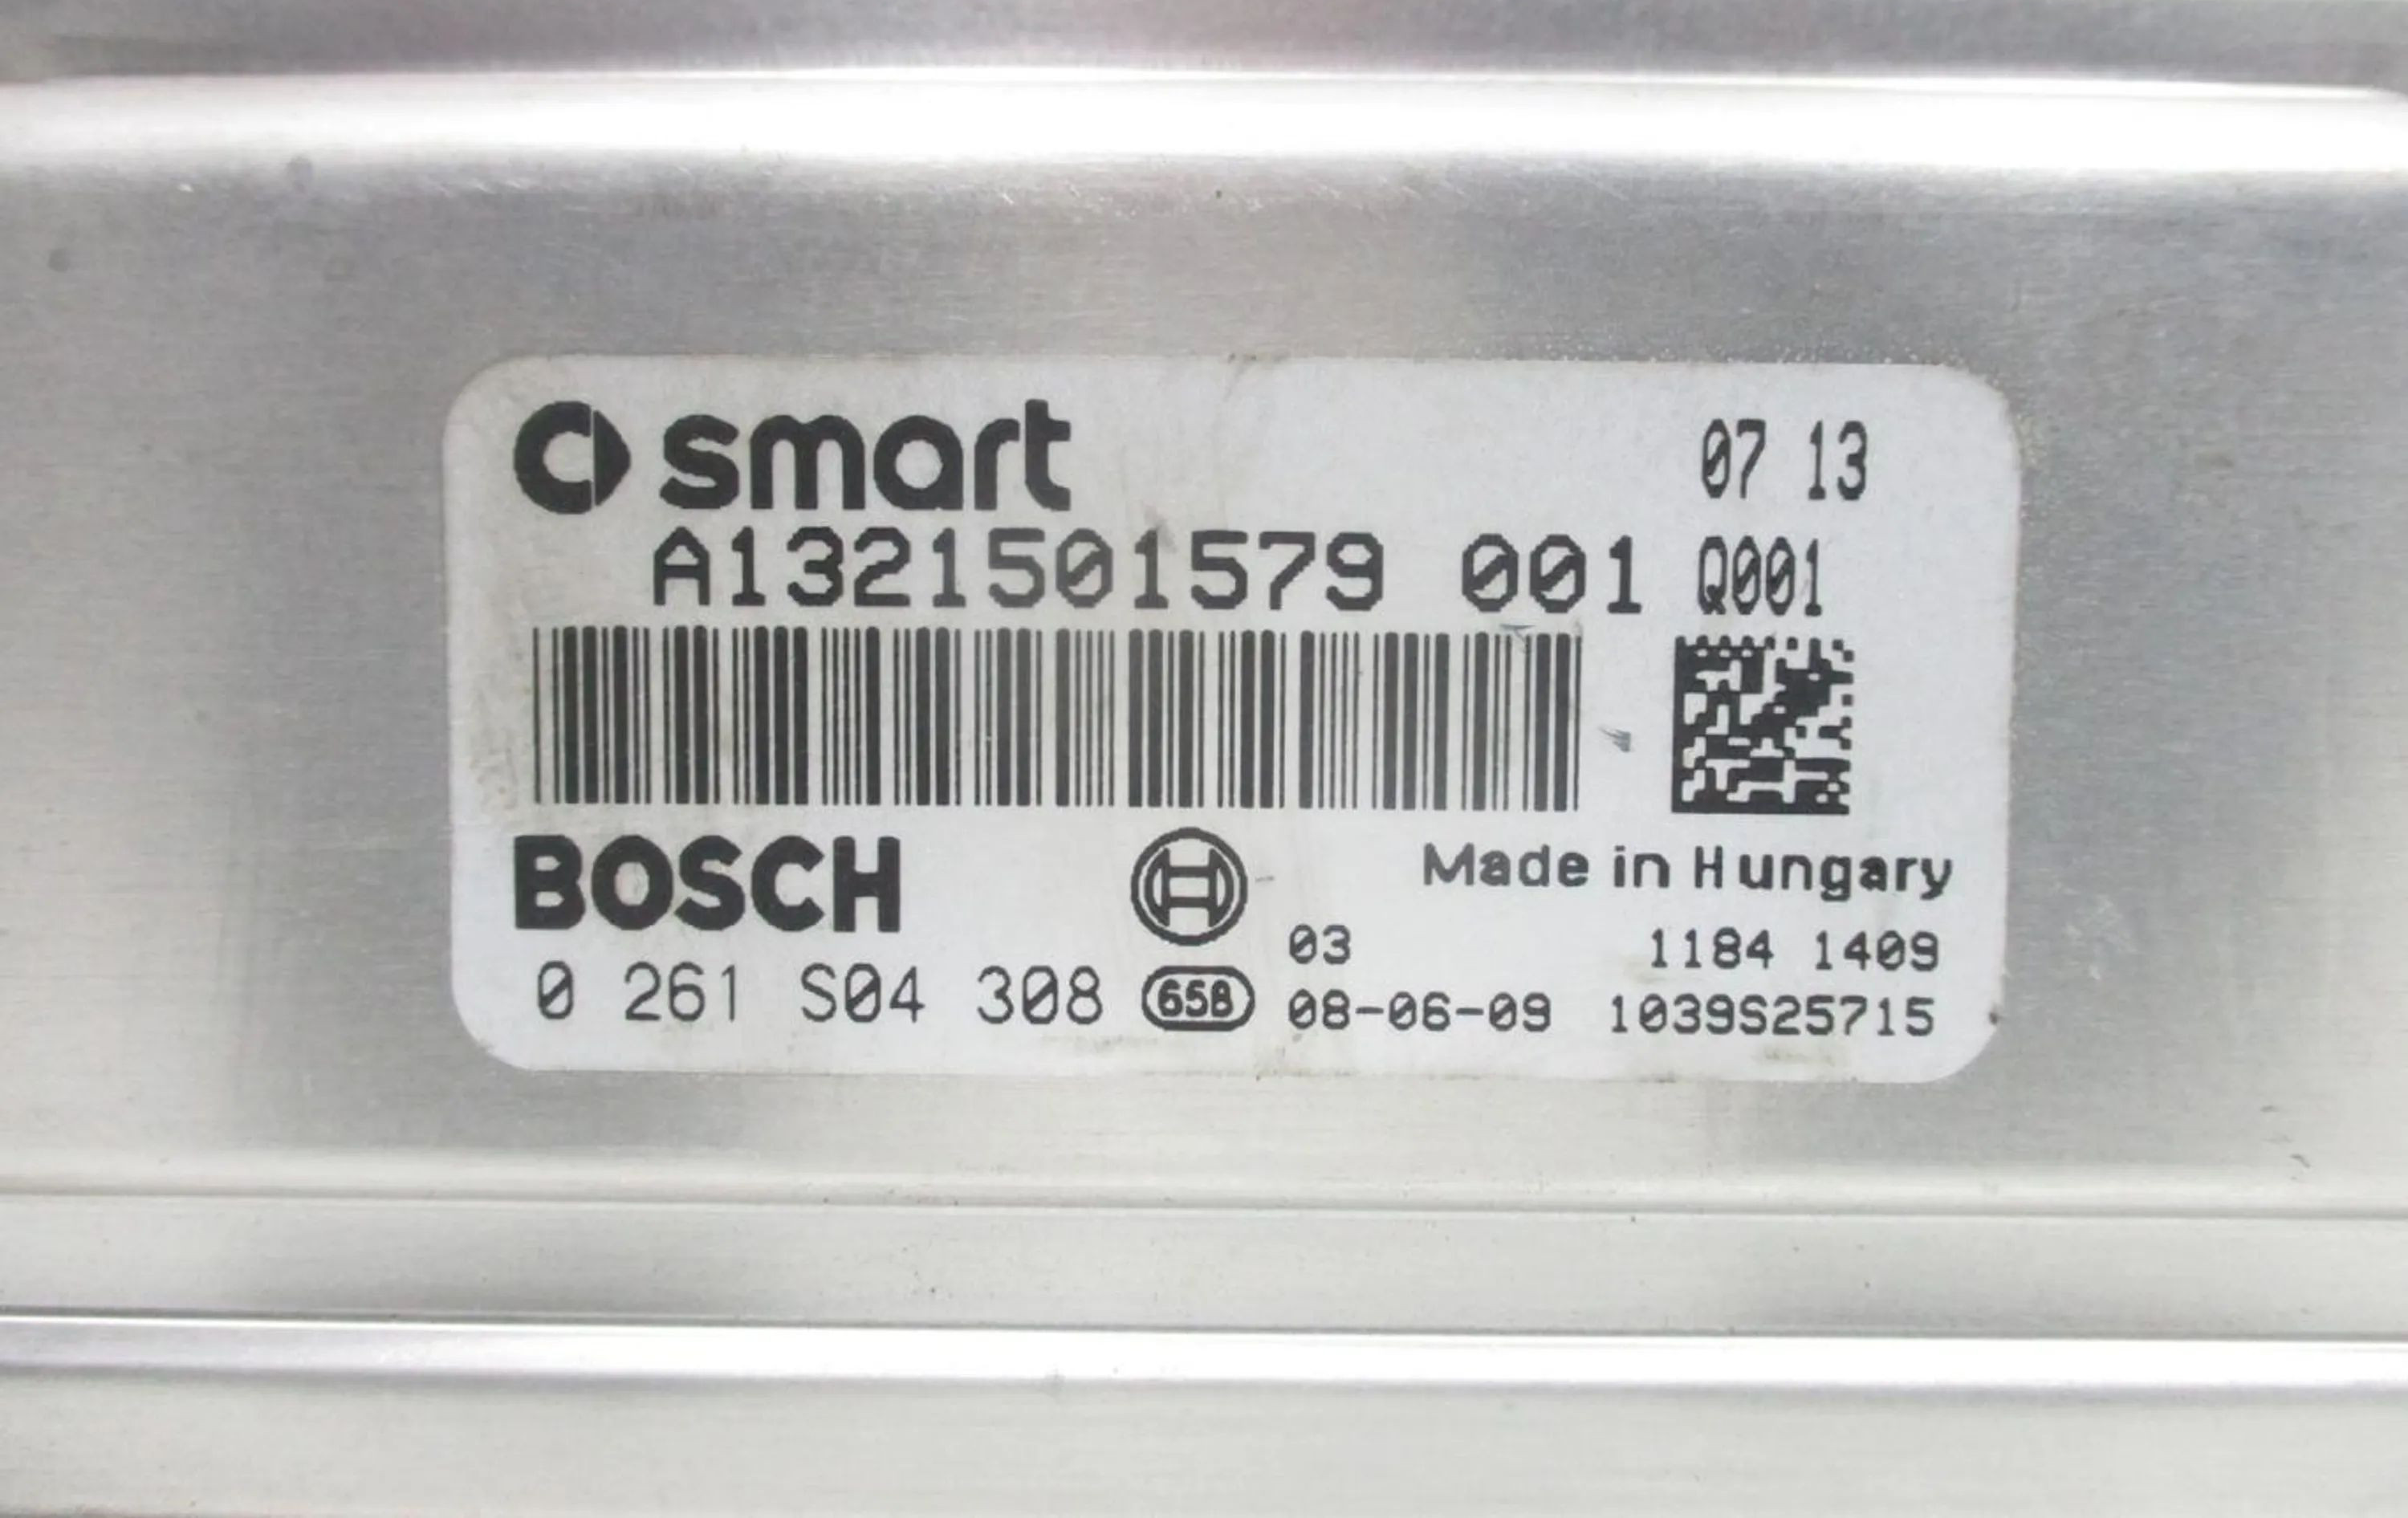 smart 07 13
A1321501579 001 Q001
BOSCH Made in Hungary
03 1184 1409
0 261 S04 308 658 08-06-09 1039S25715